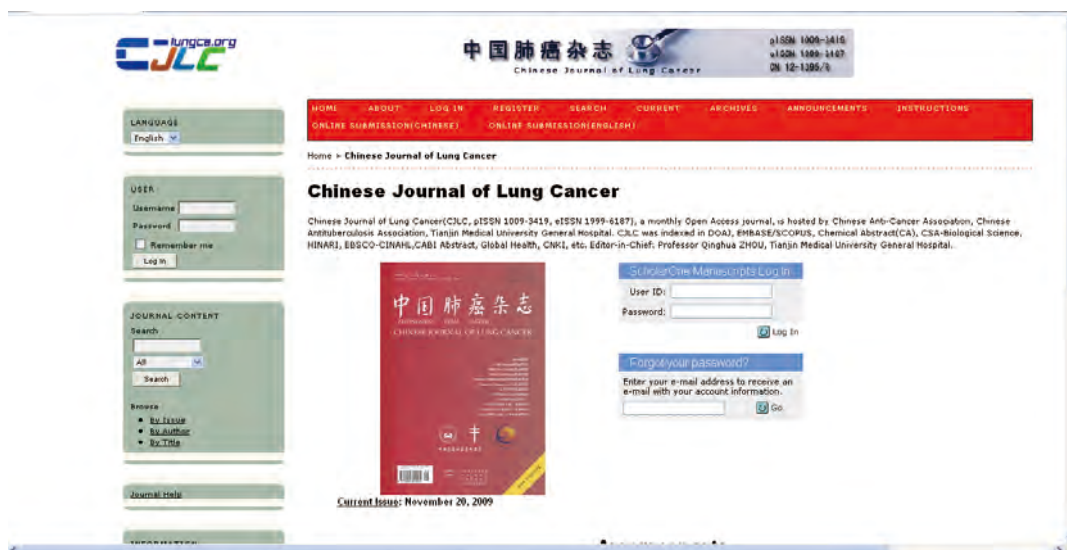 lungca.org
CJLC
中国肺癌杂志
Chinese Journal of Lung Cancer
pISSN 1009-3419
CN 12-1395/R
HOME ABOUT LOG IN REGISTER SEARCH CURRENT ARCHIVES ANNOUNCEMENTS INSTRUCTIONS
ONLINE SUBMISSION(CHINESE) ONLINE SUBMISSION(ENGLISH)
LANGUAGE
English
Home > Chinese Journal of Lung Cancer
USER
Username
Password
Remember me
Log In
Chinese Journal of Lung Cancer
Chinese Journal of Lung Cancer(CJLC, pISSN 1009-3419, eISSN 1999-6187), a monthly Open Access journal, is hosted by Chinese Anti-Cancer Association, Chinese
Antituberculosis Association, Tianjin Medical University General Hospital. CJLC was indexed in DOAJ, EMBASE/SCOPUS, Chemical Abstract(CA), CSA-Biological Science,
HINARI, EBSCO-CINAHL,CABI Abstract, Global Health, CNKI, etc. Editor-in-Chief: Professor Qinghua ZHOU, Tianjin Medical University General Hospital.
中国肺癌杂志
CHINESE JOURNAL OF LUNG CANCER
ScholarOne Manuscripts Log In
User ID:
Password:
Log In
Forgot your password?
Enter your e-mail address to receive an
e-mail with your account information.
Go
JOURNAL CONTENT
Search
All
Search
Browse
By Issue
By Author
By Title
Current Issue: November 20, 2009
Journal Help
INFORMATION
Announcements